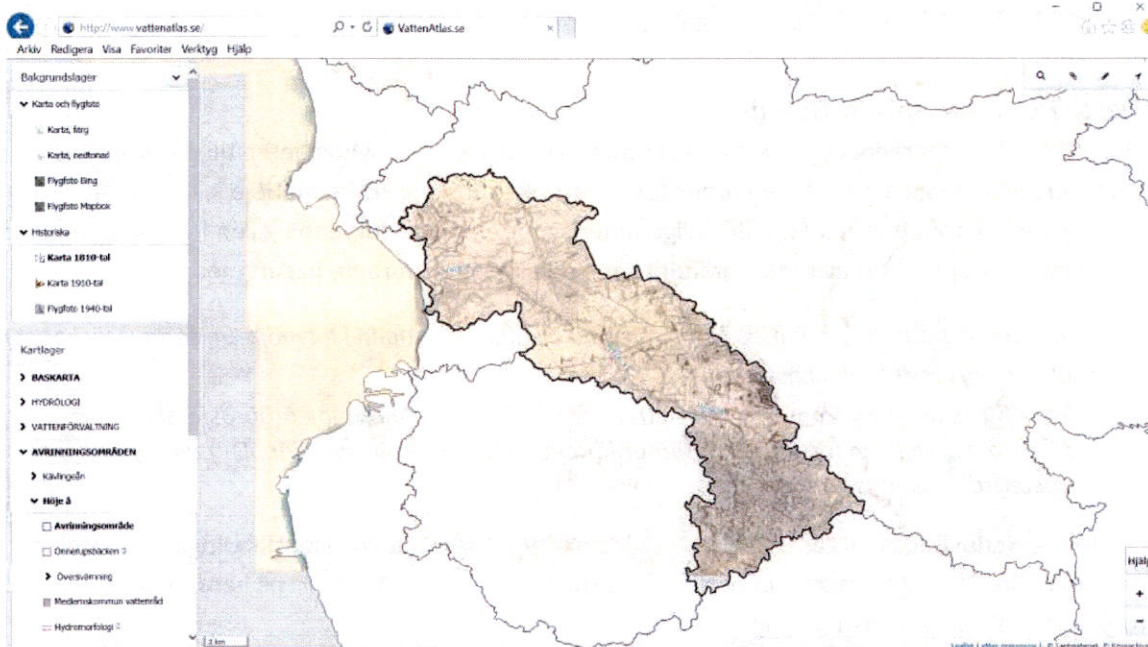 http://www.vattenatlas.se/
VattenAtlas.se
Arkiv Redigera Visa Favoriter Verktyg Hjälp
Bakgrundslager
Karta och flygfoto
Karta, färg
Karta, nedtonad
Flygfoto Bing
Flygfoto Mapbox
Historiska
Karta 1810-tal
Karta 1910-tal
Flygfoto 1940-tal
Kartlager
BASKARTA
HYDROLOGI
VATTENFÖRVALTNING
AVRINNINGSOMRÅDEN
Kävlingeån
Höje å
Avrinningsområde
Önnerupsbäcken
Översvämning
Medlemskommun vattenråd
Hydromorfologi
2 km
Hjälp
+
-
Leaflet